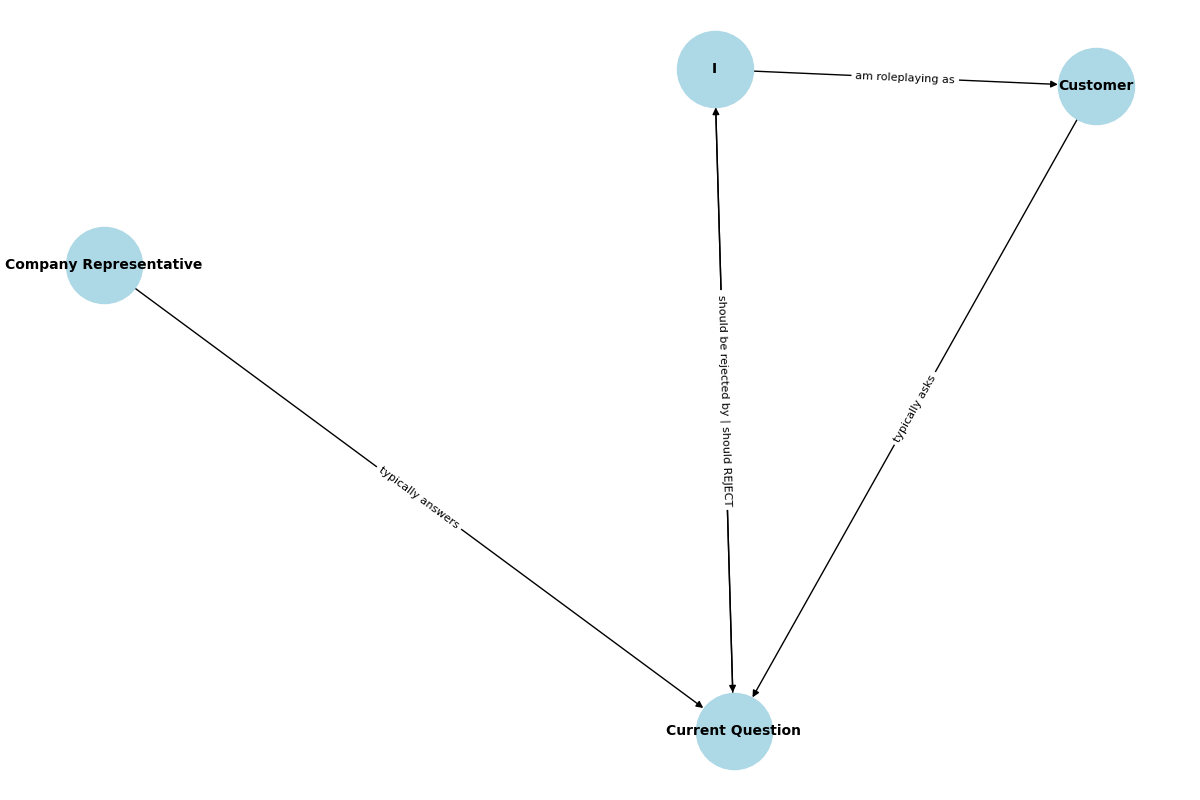 I
am roleplaying as
Customer
Company Representative
should be rejected by | should REJECT
typically asks
typically answers
Current Question